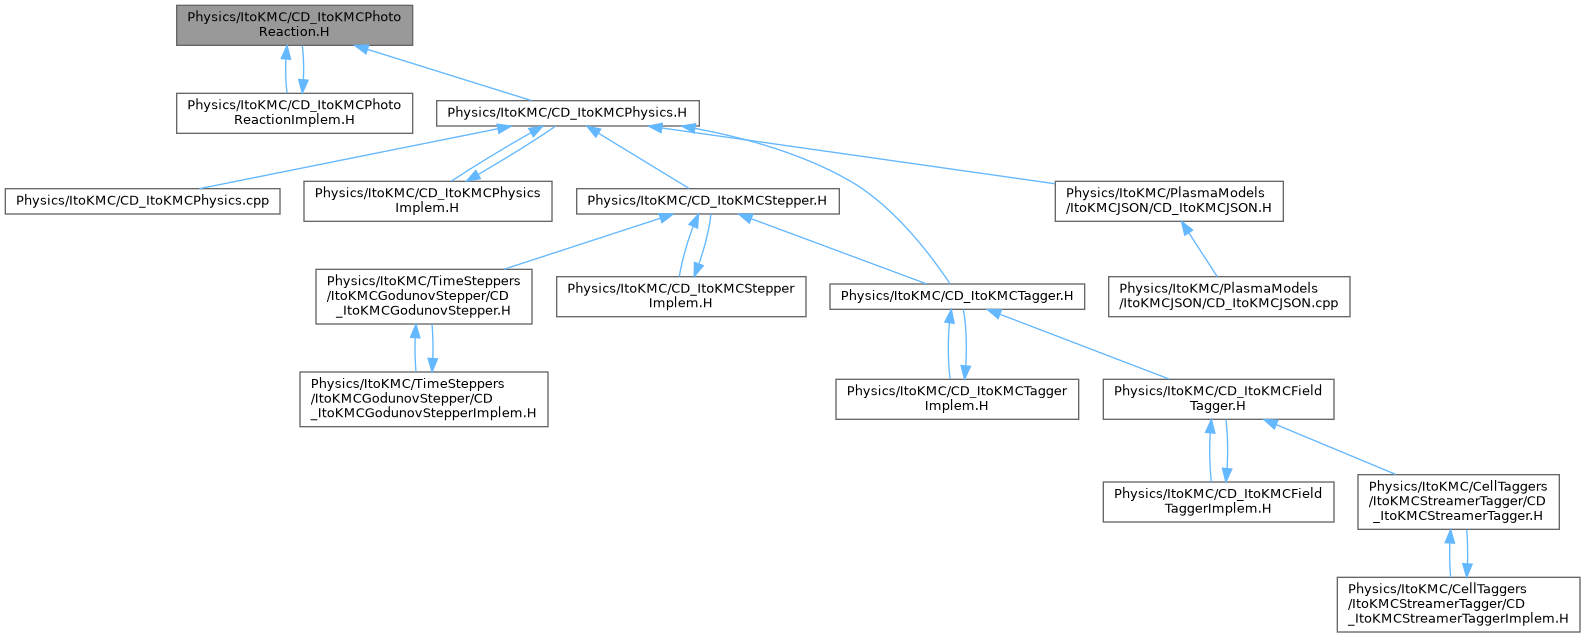 Physics/ItoKMC/CD_ItoKMCPhoto
Reaction.H
Physics/ItoKMC/CD_ItoKMCPhoto
ReactionImplem.H
Physics/ItoKMC/CD_ItoKMCPhysics.H
Physics/ItoKMC/CD_ItoKMCPhysics.cpp
Physics/ItoKMC/CD_ItoKMCPhysics
Implem.H
Physics/ItoKMC/CD_ItoKMCStepper.H
Physics/ItoKMC/PlasmaModels
/ItoKMCJSON/CD_ItoKMCJSON.H
Physics/ItoKMC/TimeSteppers
/ItoKMCGodunovStepper/CD
_ItoKMCGodunovStepper.H
Physics/ItoKMC/CD_ItoKMCStepper
Implem.H
Physics/ItoKMC/CD_ItoKMCTagger.H
Physics/ItoKMC/PlasmaModels
/ItoKMCJSON/CD_ItoKMCJSON.cpp
Physics/ItoKMC/TimeSteppers
/ItoKMCGodunovStepper/CD
_ItoKMCGodunovStepperImplem.H
Physics/ItoKMC/CD_ItoKMCTagger
Implem.H
Physics/ItoKMC/CD_ItoKMCField
Tagger.H
Physics/ItoKMC/CD_ItoKMCField
TaggerImplem.H
Physics/ItoKMC/CellTaggers
/ItoKMCStreamerTagger/CD
_ItoKMCStreamerTagger.H
Physics/ItoKMC/CellTaggers
/ItoKMCStreamerTagger/CD
_ItoKMCStreamerTaggerImplem.H